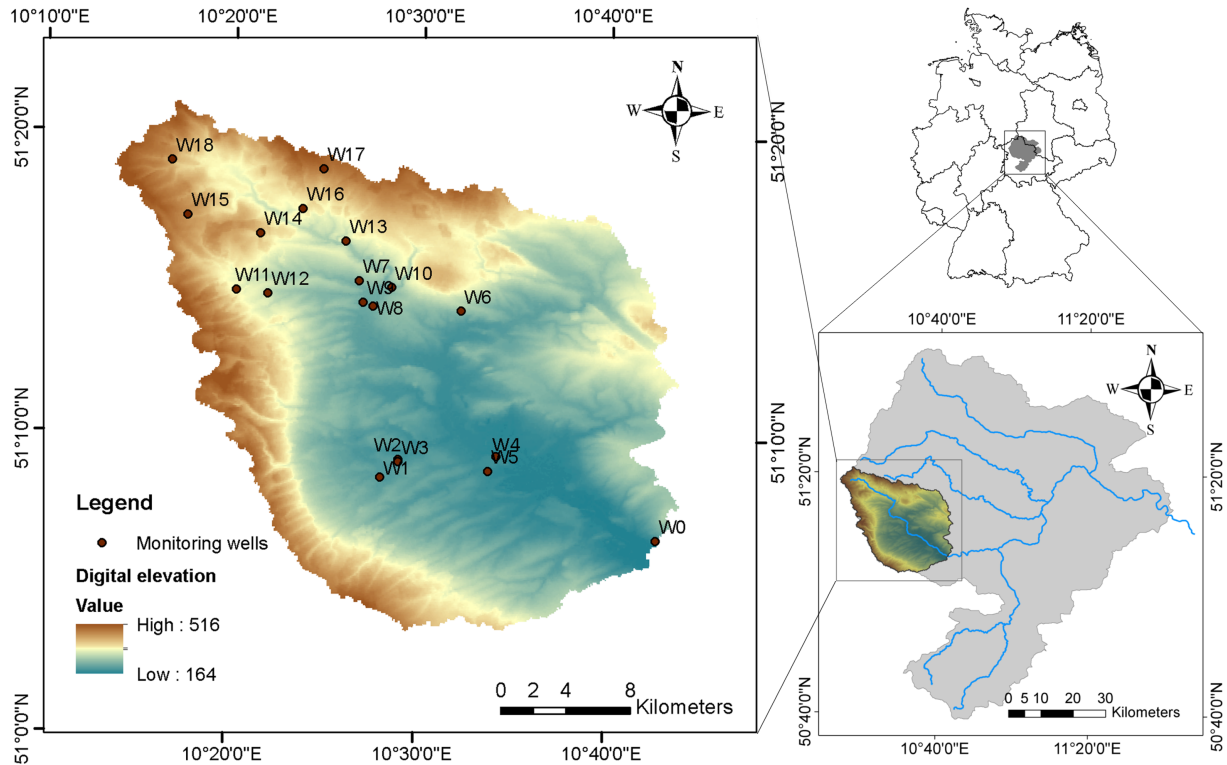 10°10'0"E 10°20'0"E 10°30'0"E 10°40'0"E
51°20'0"N
51°10'0"N
51°0'0"N
N
W E
S
W18
W17
W15
W16
W14
W13
W11
W12
W7
W10
W9
W8
W6
W2
W3
W1
W4
W5
W0
Legend
Monitoring wells
Digital elevation
Value
High : 516
Low : 164
0 2 4 8
Kilometers
51°20'0"N
51°10'0"N
10°20'0"E 10°30'0"E 10°40'0"E
10°40'0"E 11°20'0"E
N
W E
S
51°20'0"N
50°40'0"N
51°20'0"N
50°40'0"N
0 5 10 20 30
Kilometers
10°40'0"E 11°20'0"E